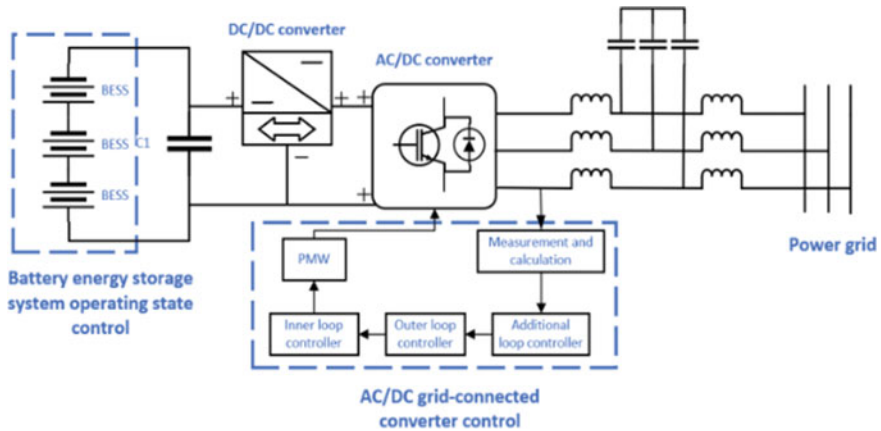 DC/DC converter
AC/DC converter
BESS
BESS C1
BESS
+
+
+
−
+
Battery energy storage
system operating state
control
PMW
Measurement and
calculation
Inner loop
controller
Outer loop
controller
Additional
loop controller
Power grid
AC/DC grid-connected
converter control